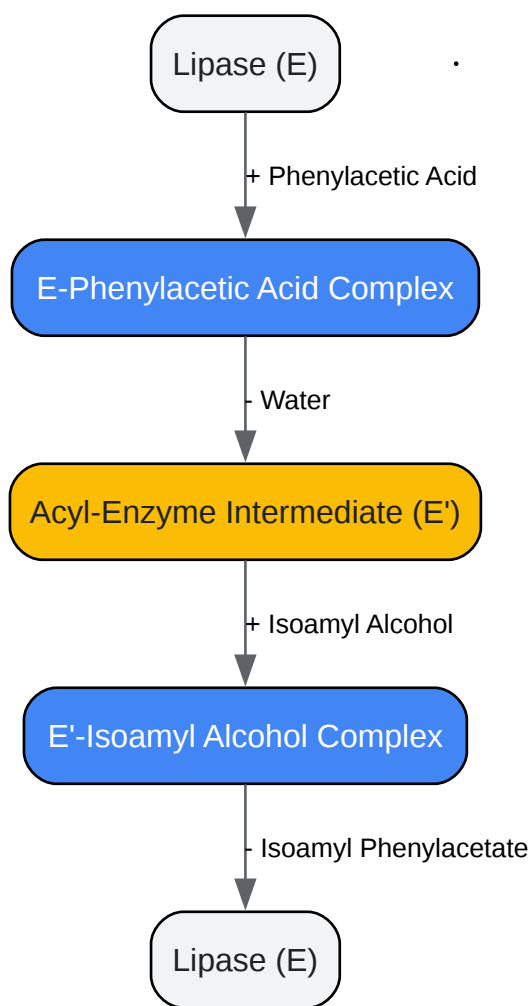 Lipase (E)
+ Phenylacetic Acid
E-Phenylacetic Acid Complex
- Water
Acyl-Enzyme Intermediate (E')
+ Isoamyl Alcohol
E'-Isoamyl Alcohol Complex
- Isoamyl Phenylacetate
Lipase (E)